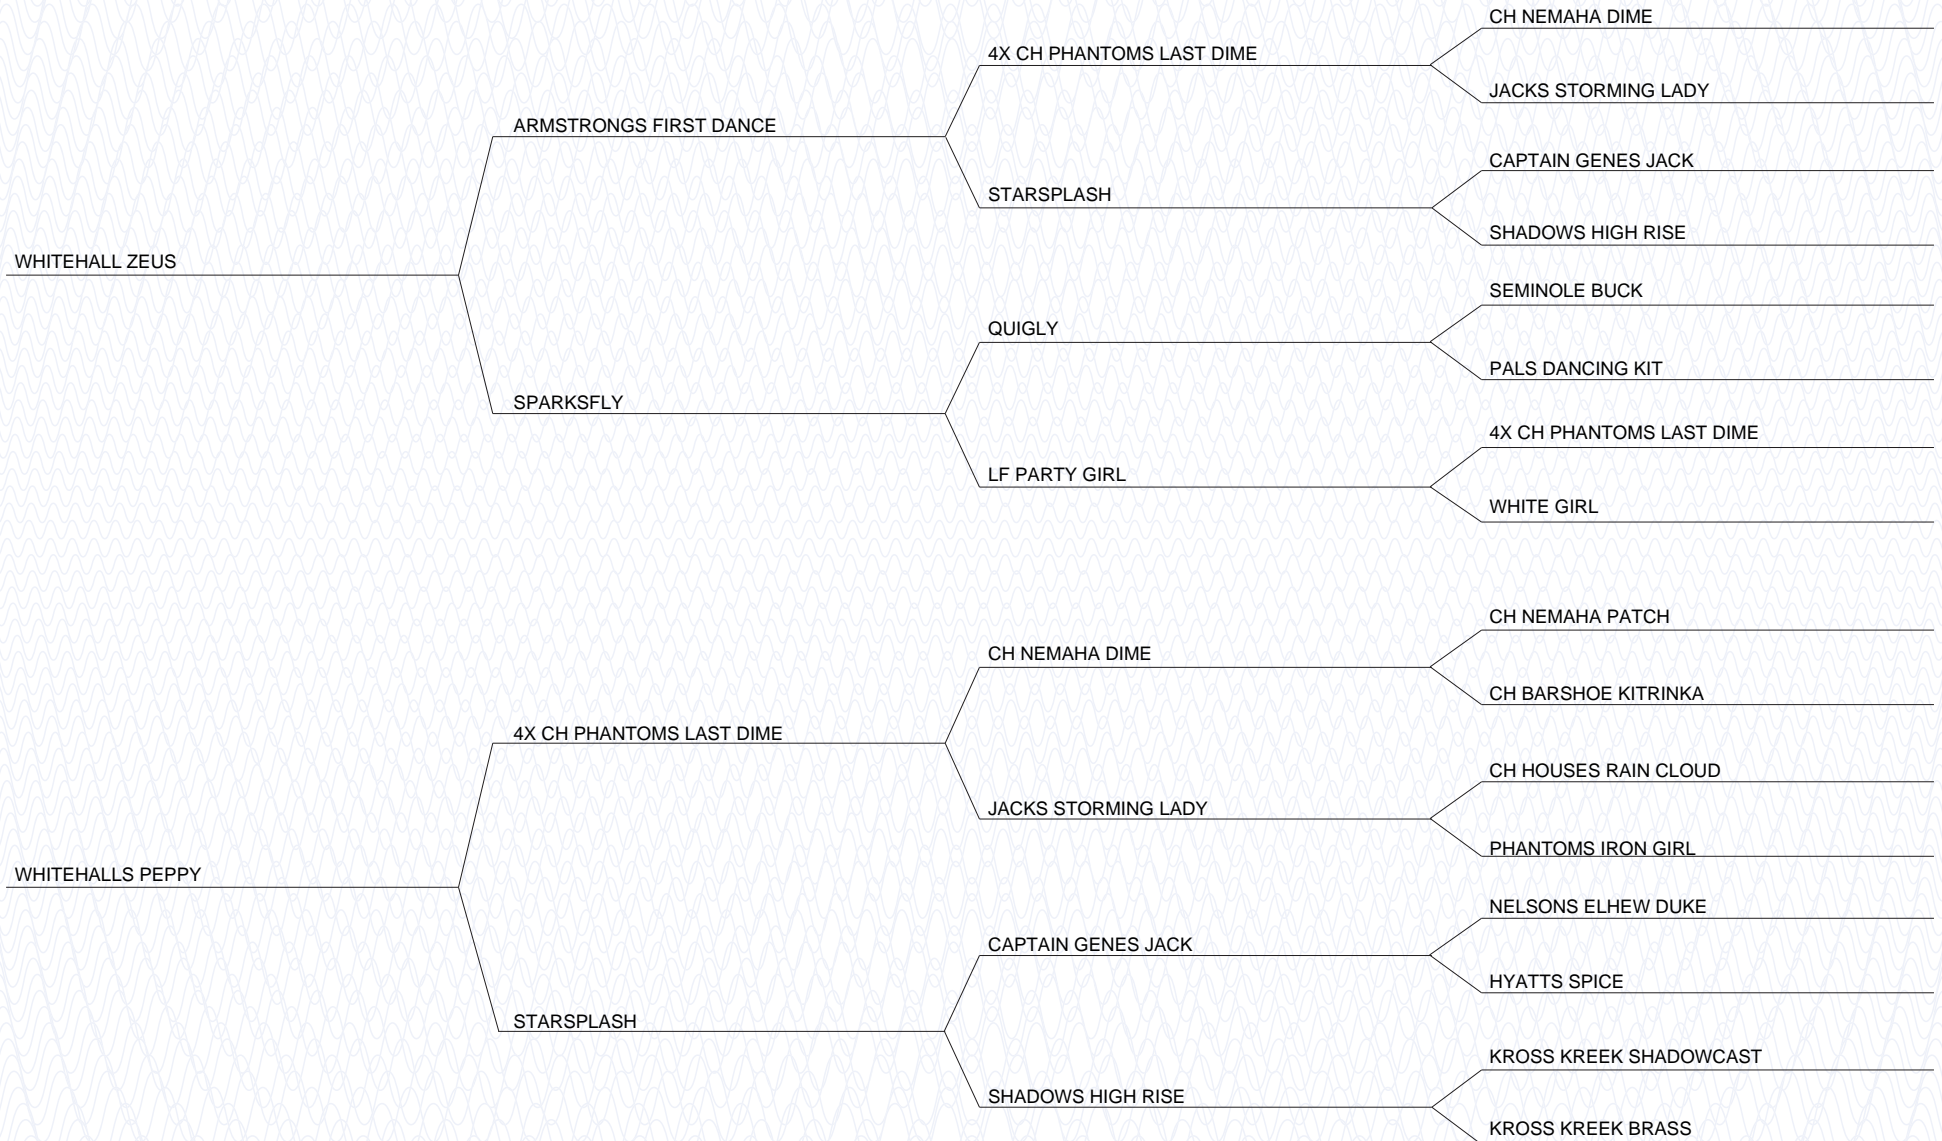 CH NEMAHA DIME
4X CH PHANTOMS LAST DIME
JACKS STORMING LADY
ARMSTRONGS FIRST DANCE
CAPTAIN GENES JACK
STARSPLASH
SHADOWS HIGH RISE
WHITEHALL ZEUS
SEMINOLE BUCK
QUIGLY
PALS DANCING KIT
SPARKSFLY
4X CH PHANTOMS LAST DIME
LF PARTY GIRL
WHITE GIRL
CH NEMAHA PATCH
CH NEMAHA DIME
CH BARSHOE KITRINKA
4X CH PHANTOMS LAST DIME
CH HOUSES RAIN CLOUD
JACKS STORMING LADY
PHANTOMS IRON GIRL
WHITEHALLS PEPPY
NELSONS ELHEW DUKE
CAPTAIN GENES JACK
HYATTS SPICE
STARSPLASH
KROSS KREEK SHADOWCAST
SHADOWS HIGH RISE
KROSS KREEK BRASS